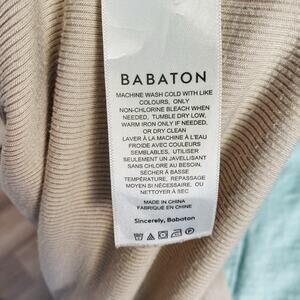 BABATON
MACHINE WASH COLD WITH LIKE
COLOURS, ONLY
NON-CHLORINE BLEACH WHEN
NEEDED, TUMBLE DRY LOW,
WARM IRON ONLY IF NEEDED,
OR DRY CLEAN
LAVER À LA MACHINE À L'EAU
FROIDE AVEC COULEURS
SEMBLABLES, UTILISER
SEULEMENT UN JAVELLISANT
SANS CHLORE AU BESOIN,
SÉCHER À BASSE
TEMPÉRATURE, REPASSAGE
MOYEN SI NÉCESSAIRE, OU
NETTOYER À SEC
MADE IN CHINA
FABRIQUÉ EN CHINE
Sincerely, Babaton